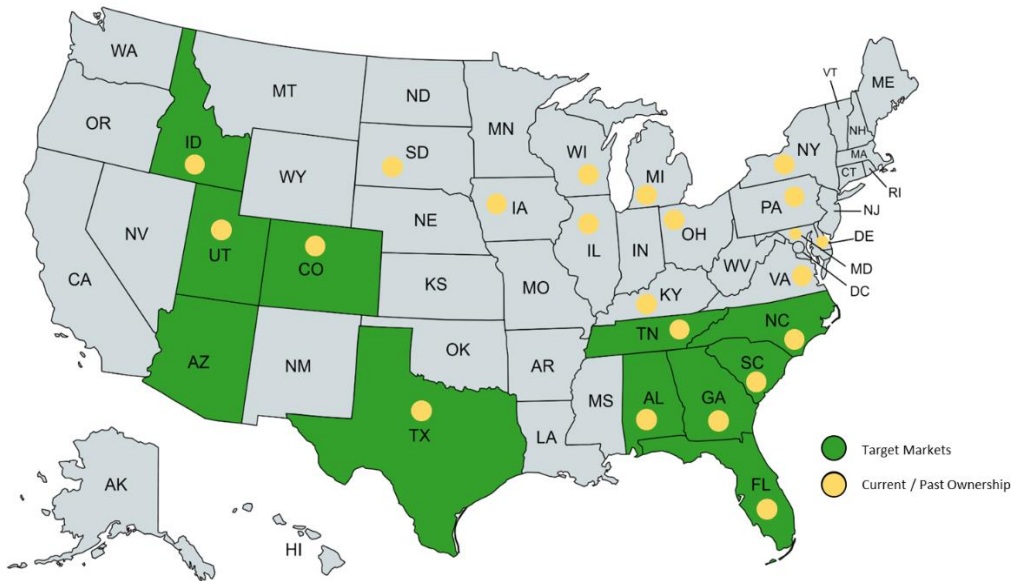 WA
OR
CA
NV
ID
MT
WY
UT
AZ
CO
NM
ND
SD
NE
KS
OK
TX
MN
IA
MO
AR
LA
WI
IL
MS
MI
IN
KY
TN
AL
OH
WV
VA
NC
SC
GA
FL
PA
NY
VT
NH
ME
MA
CT
RI
NJ
DE
MD
DC
AK
HI
Target Markets
Current / Past Ownership